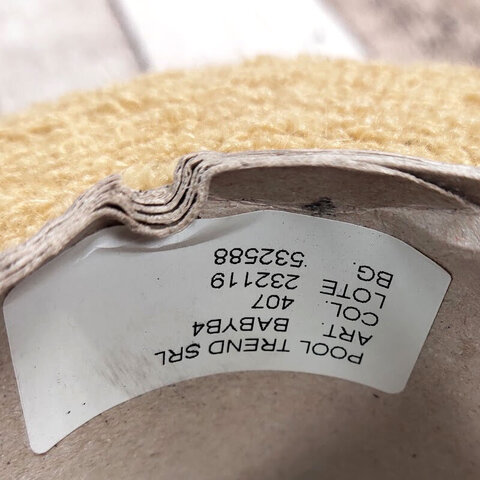 POOL TREND SRL
ART. BABYB4
COL. 407
LOTE 232119
BG. 532588